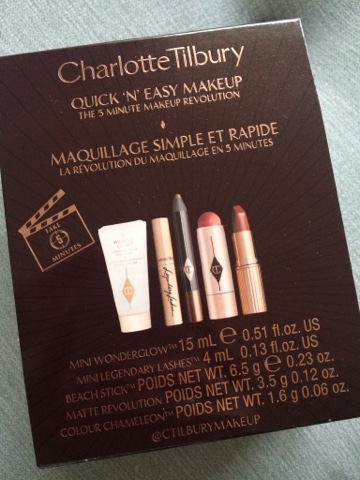 Charlotte Tilbury
QUICK 'N' EASY MAKEUP
THE 5 MINUTE MAKEUP REVOLUTION
MAQUILLAGE SIMPLE ET RAPIDE
LA RÉVOLUTION DU MAQUILLAGE EN 5 MINUTES
TAKE
5
MINUTES
MINI WONDERGLOW™ 15 mL ℮ 0.51 fl.oz. US
MINI LEGENDARY LASHES™ 4 mL 0.13 fl.oz. US
BEACH STICK™ POIDS NET WT. 6.5 g ℮ 0.23 oz.
MATTE REVOLUTION™ POIDS NET WT. 3.5 g 0.12 oz.
COLOUR CHAMELEON™ POIDS NET WT. 1.6 g 0.06 oz.
@CTILBURYMAKEUP